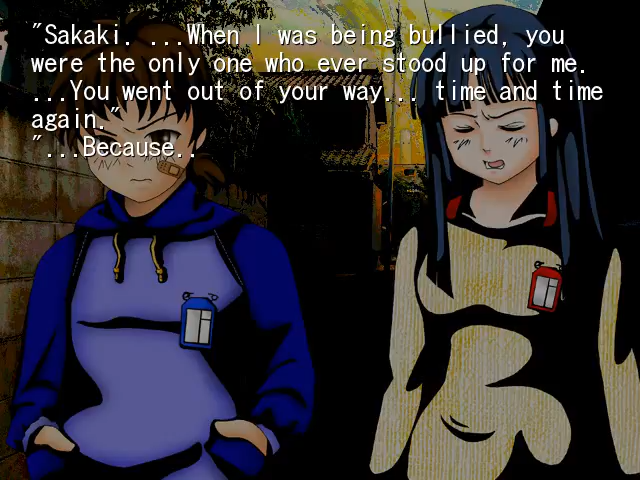 "Sakaki. ...When I was being bullied, you
were the only one who ever stood up for me.
...You went out of your way... time and time
again."
"...Because..